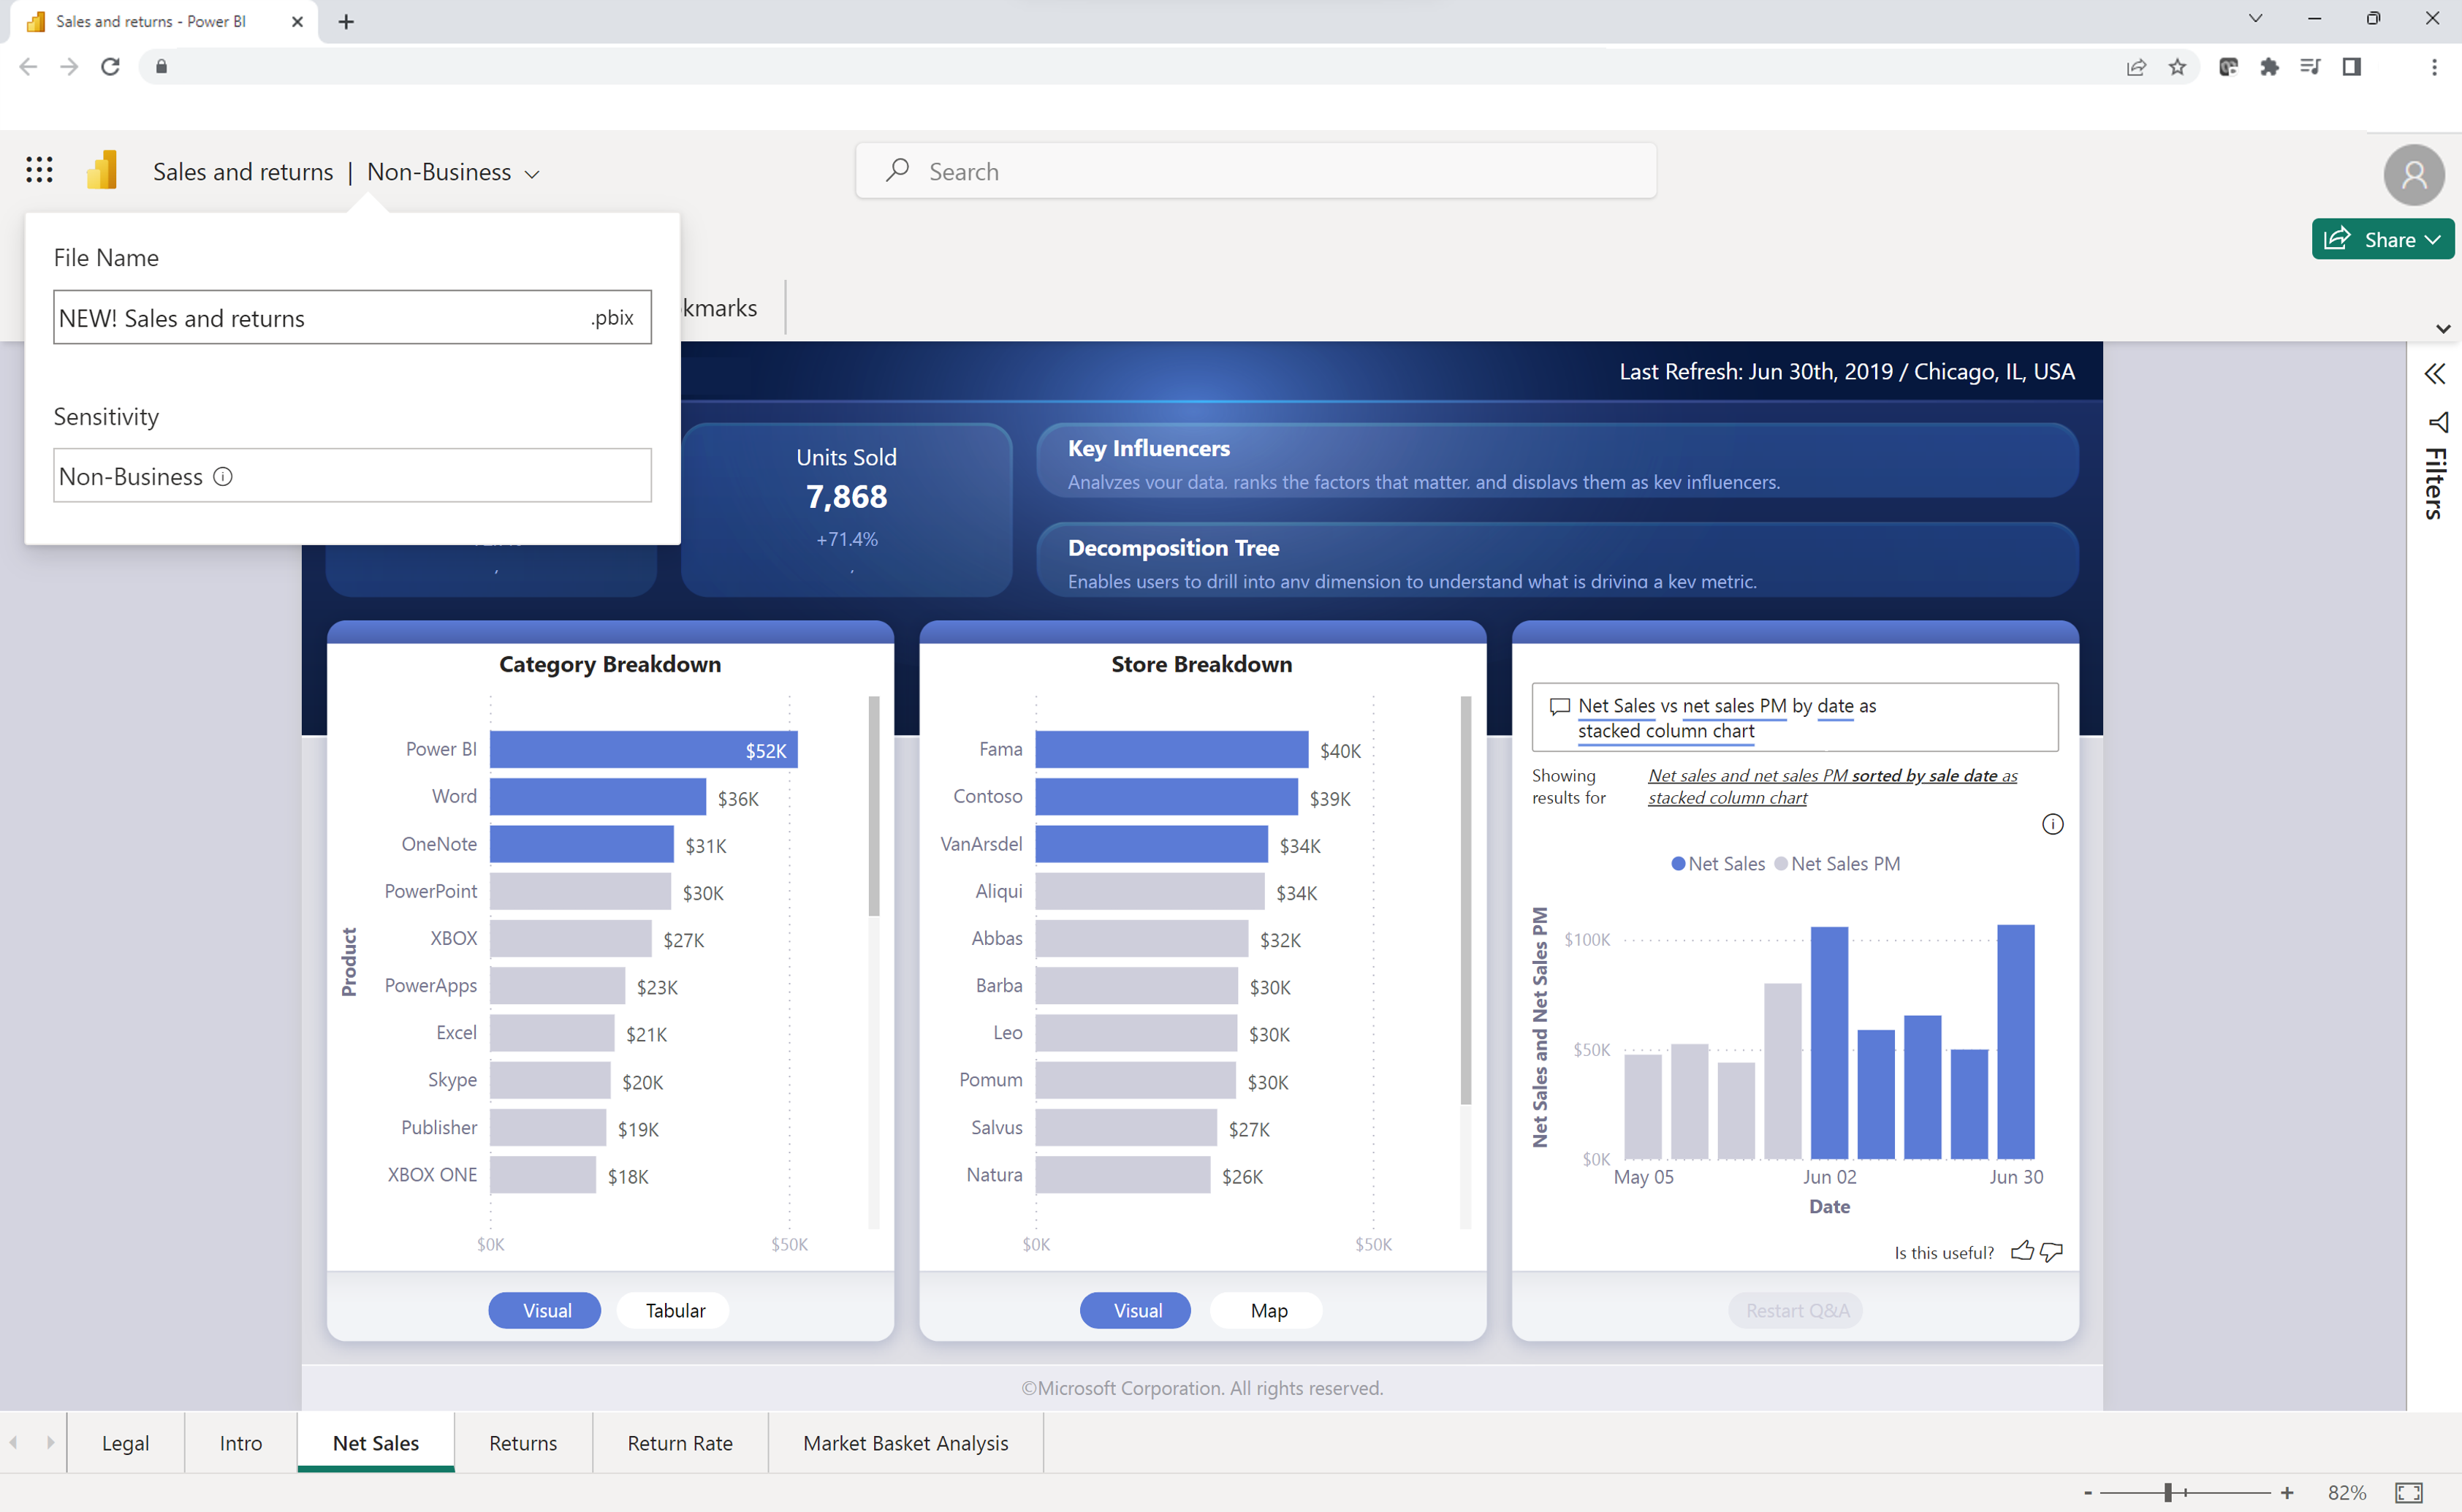 Sales and returns - Power BI
Sales and returns | Non-Business
Search
Share
File Name
NEW! Sales and returns .pbix
Sensitivity
Non-Business
kmarks
Last Refresh: Jun 30th, 2019 / Chicago, IL, USA
Filters
Units Sold
7,868
+71.4%
Key Influencers
Analyzes your data, ranks the factors that matter, and displays them as key influencers.
Decomposition Tree
Enables users to drill into any dimension to understand what is driving a key metric.
Category Breakdown
Product
Power BI $52K
Word $36K
OneNote $31K
PowerPoint $30K
XBOX $27K
PowerApps $23K
Excel $21K
Skype $20K
Publisher $19K
XBOX ONE $18K
$0K $50K
Visual Tabular
Store Breakdown
Fama $40K
Contoso $39K
VanArsdel $34K
Aliqui $34K
Abbas $32K
Barba $30K
Leo $30K
Pomum $30K
Salvus $27K
Natura $26K
$0K $50K
Visual Map
Net Sales vs net sales PM by date as
stacked column chart
Showing
results for
Net sales and net sales PM sorted by sale date as
stacked column chart
Net Sales Net Sales PM
Net Sales and Net Sales PM
$100K
$50K
$0K
May 05 Jun 02 Jun 30
Date
Is this useful?
Restart Q&A
©Microsoft Corporation. All rights reserved.
Legal Intro Net Sales Returns Return Rate Market Basket Analysis
- + 82%